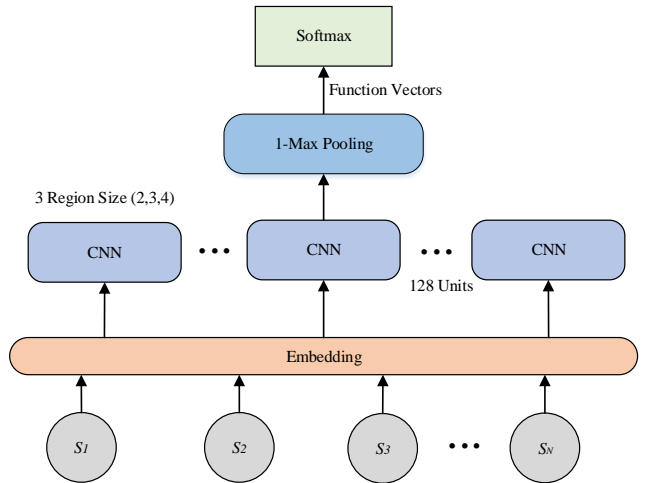 Softmax
Function Vectors
1-Max Pooling
3 Region Size (2,3,4)
CNN
CNN
CNN
128 Units
Embedding
S1
S2
S3
SN